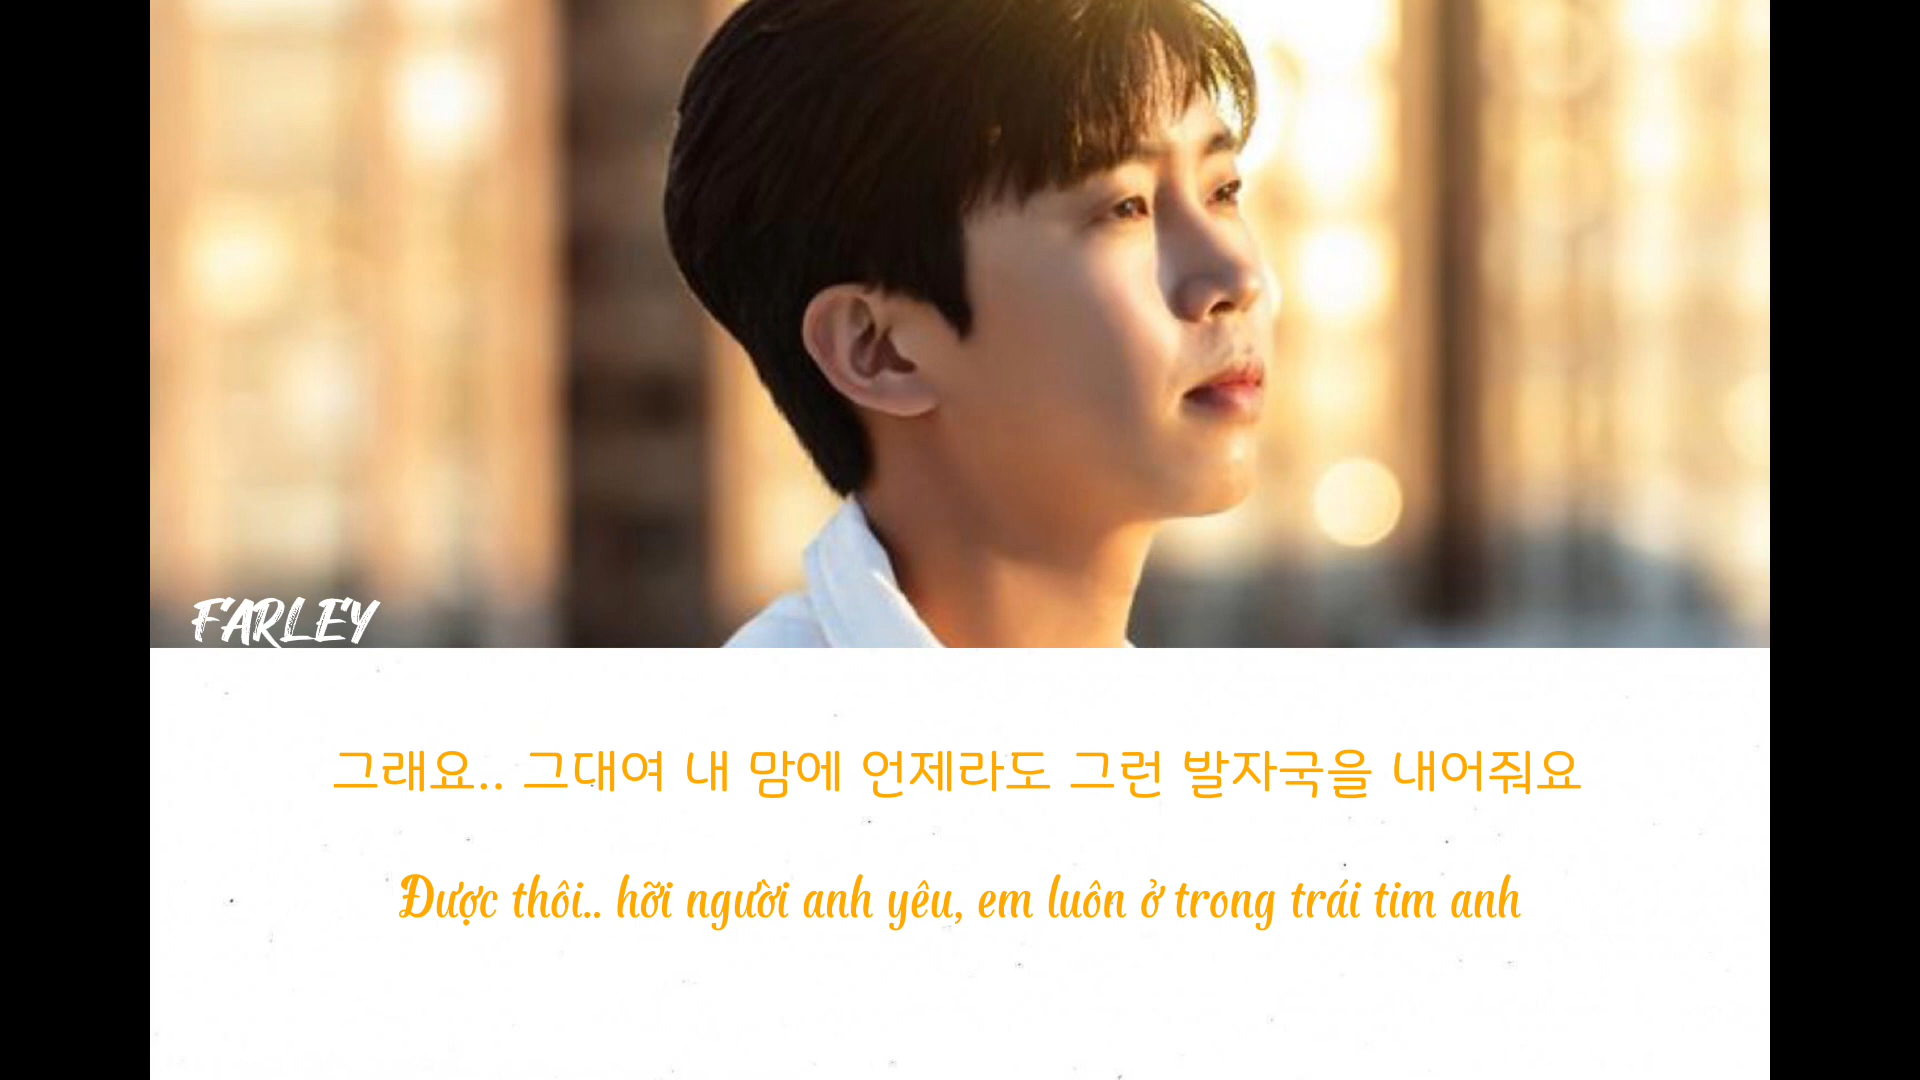 FARLEY
그래요.. 그대여 내 맘에 언제라도 그런 발자국을 내어줘요
Được thôi.. hỡi người anh yêu, em luôn ở trong trái tim anh